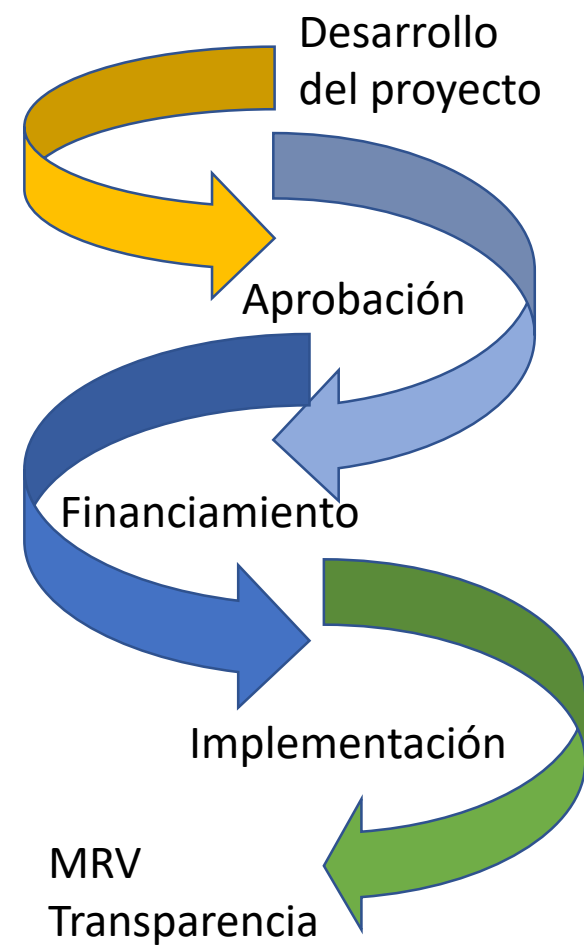 Desarrollo
del proyecto
Aprobación
Financiamiento
Implementación
MRV
Transparencia